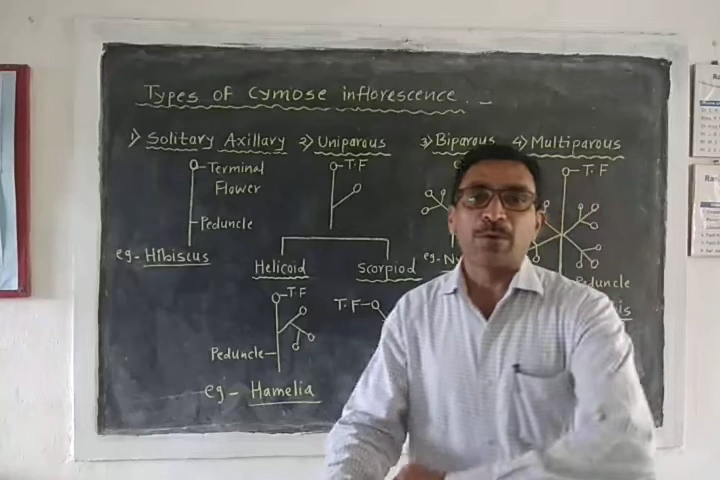 Types of Cymose inflorescence. -
1) Solitary Axillary 2) Uniparous 3) Biparous 4) Multiparous
Terminal Flower
Peduncle
eg- Hibiscus
T.F
Helicoid
T.F
Peduncle
eg- Hamelia
Scorpiod
T.F
eg-
T.F
Peduncle